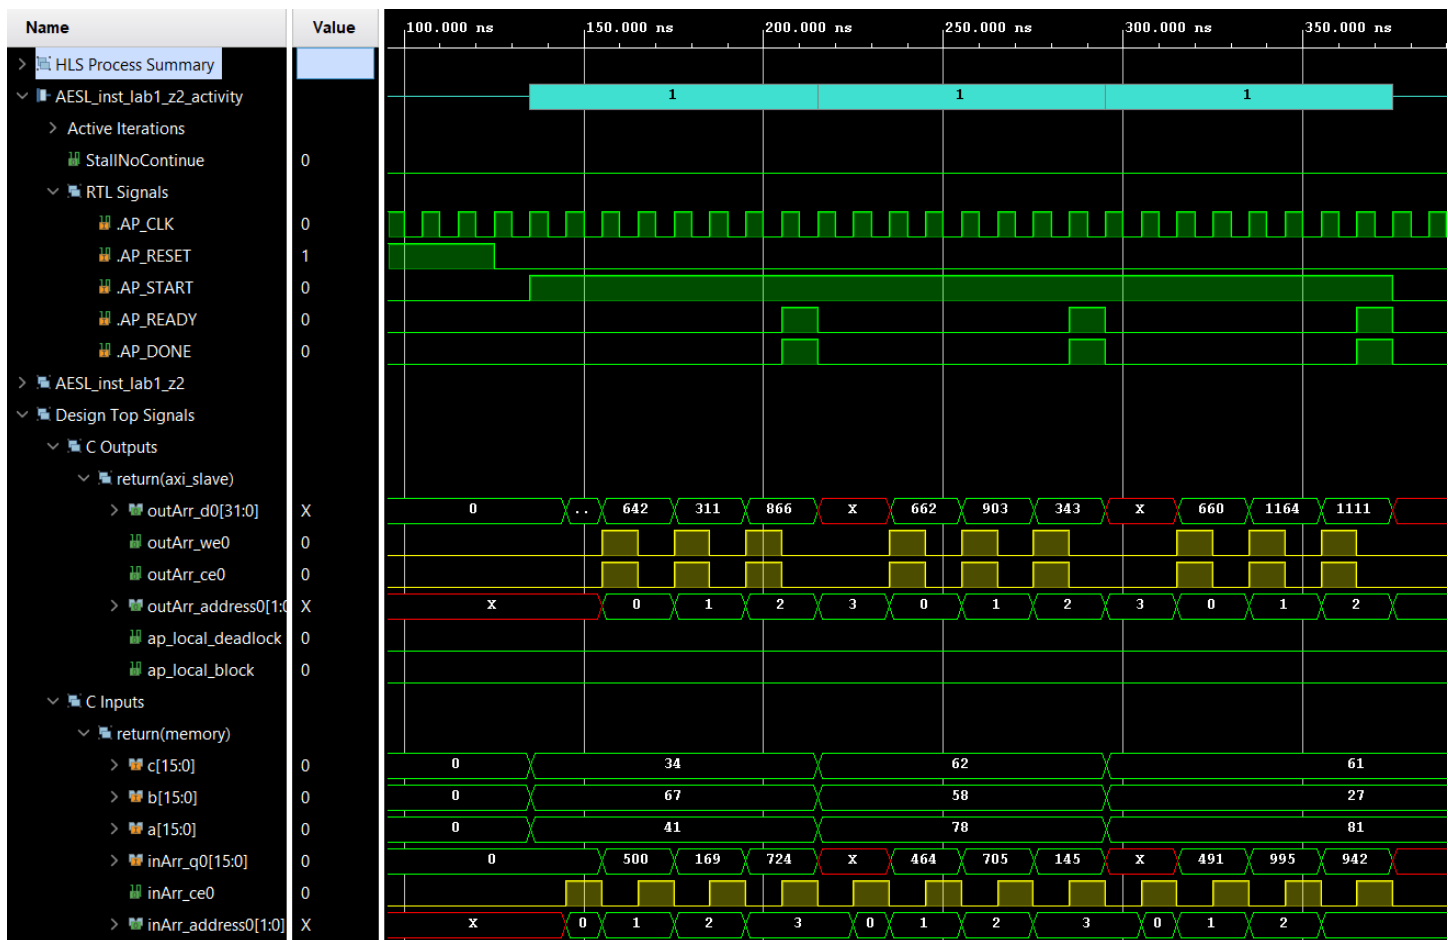 Name Value 100.000 ns 150.000 ns 200.000 ns 250.000 ns 300.000 ns 350.000 ns
HLS Process Summary
AESL_inst_lab1_z2_activity 1 1 1
Active Iterations
StallNoContinue 0
RTL Signals
.AP_CLK 0
.AP_RESET 1
.AP_START 0
.AP_READY 0
.AP_DONE 0
AESL_inst_lab1_z2
Design Top Signals
C Outputs
return(axi_slave)
outArr_d0[31:0] X 0 .. 642 311 866 X 662 903 343 X 660 1164 1111
outArr_we0 0
outArr_ce0 0
outArr_address0[1:0 X X 0 1 2 3 0 1 2 3 0 1 2
ap_local_deadlock 0
ap_local_block 0
C Inputs
return(memory)
c[15:0] 0 0 34 62 61
b[15:0] 0 0 67 58 27
a[15:0] 0 0 41 78 81
inArr_q0[15:0] 0 0 500 169 724 X 464 705 145 X 491 995 942
inArr_ce0 0
inArr_address0[1:0] X X 0 1 2 3 0 1 2 3 0 1 2